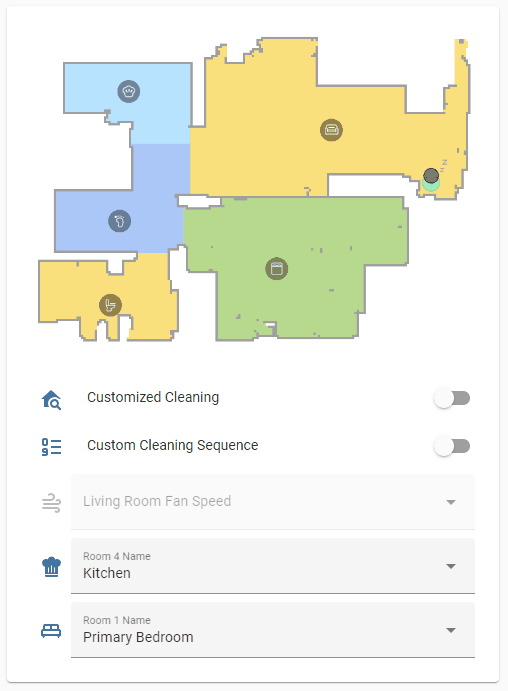 z
z
Customized Cleaning
Custom Cleaning Sequence
Living Room Fan Speed
Room 4 Name
Kitchen
Room 1 Name
Primary Bedroom